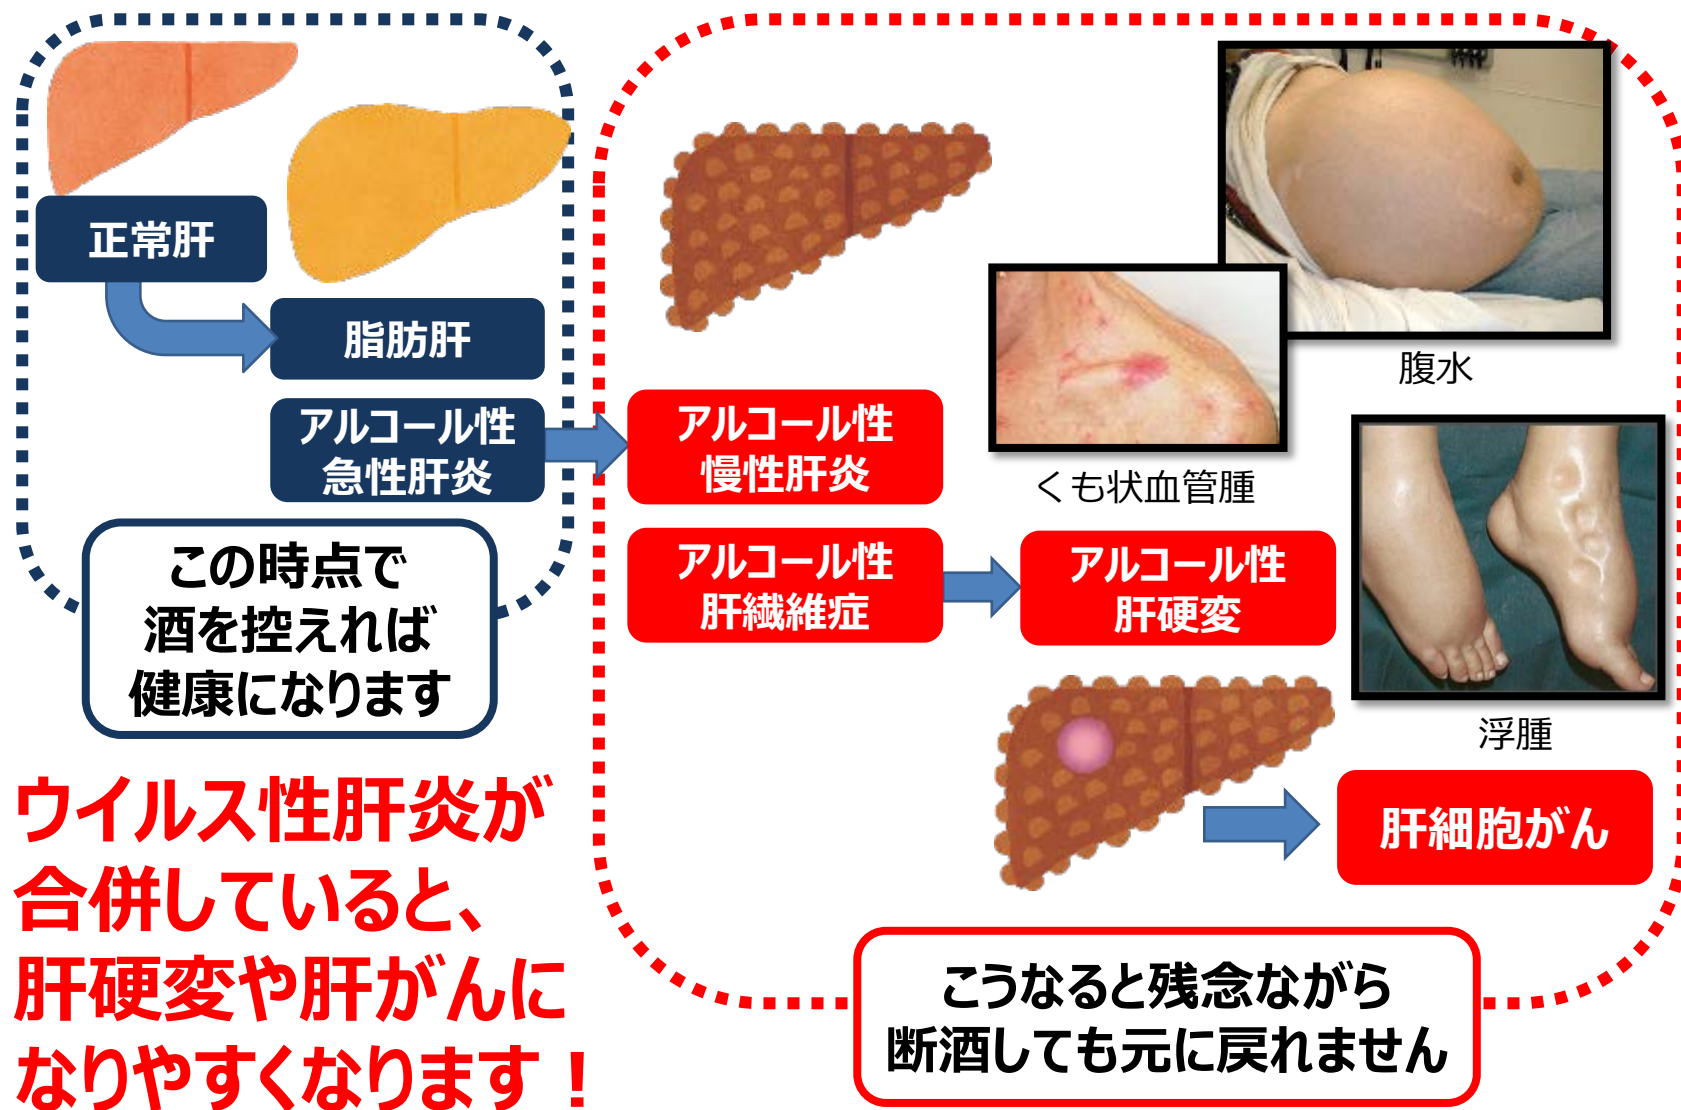 正常肝
脂肪肝
アルコール性
急性肝炎
この時点で
酒を控えれば
健康になります
ウイルス性肝炎が
合併していると、
肝硬変や肝がんに
なりやすくなります！
アルコール性
慢性肝炎
アルコール性
肝繊維症
アルコール性
肝硬変
くも状血管腫
腹水
浮腫
肝細胞がん
こうなると残念ながら
断酒しても元に戻れません